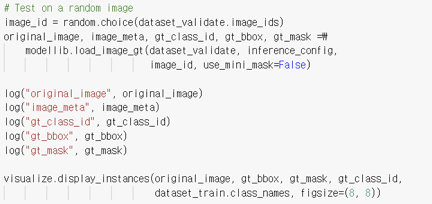 # Test on a random image
image_id = random.choice(dataset_validate.image_ids)
original_image, image_meta, gt_class_id, gt_bbox, gt_mask =₩
    modellib.load_image_gt(dataset_validate, inference_config,
                           image_id, use_mini_mask=False)

log("original_image", original_image)
log("image_meta", image_meta)
log("gt_class_id", gt_class_id)
log("gt_bbox", gt_bbox)
log("gt_mask", gt_mask)

visualize.display_instances(original_image, gt_bbox, gt_mask, gt_class_id,
                            dataset_train.class_names, figsize=(8, 8))